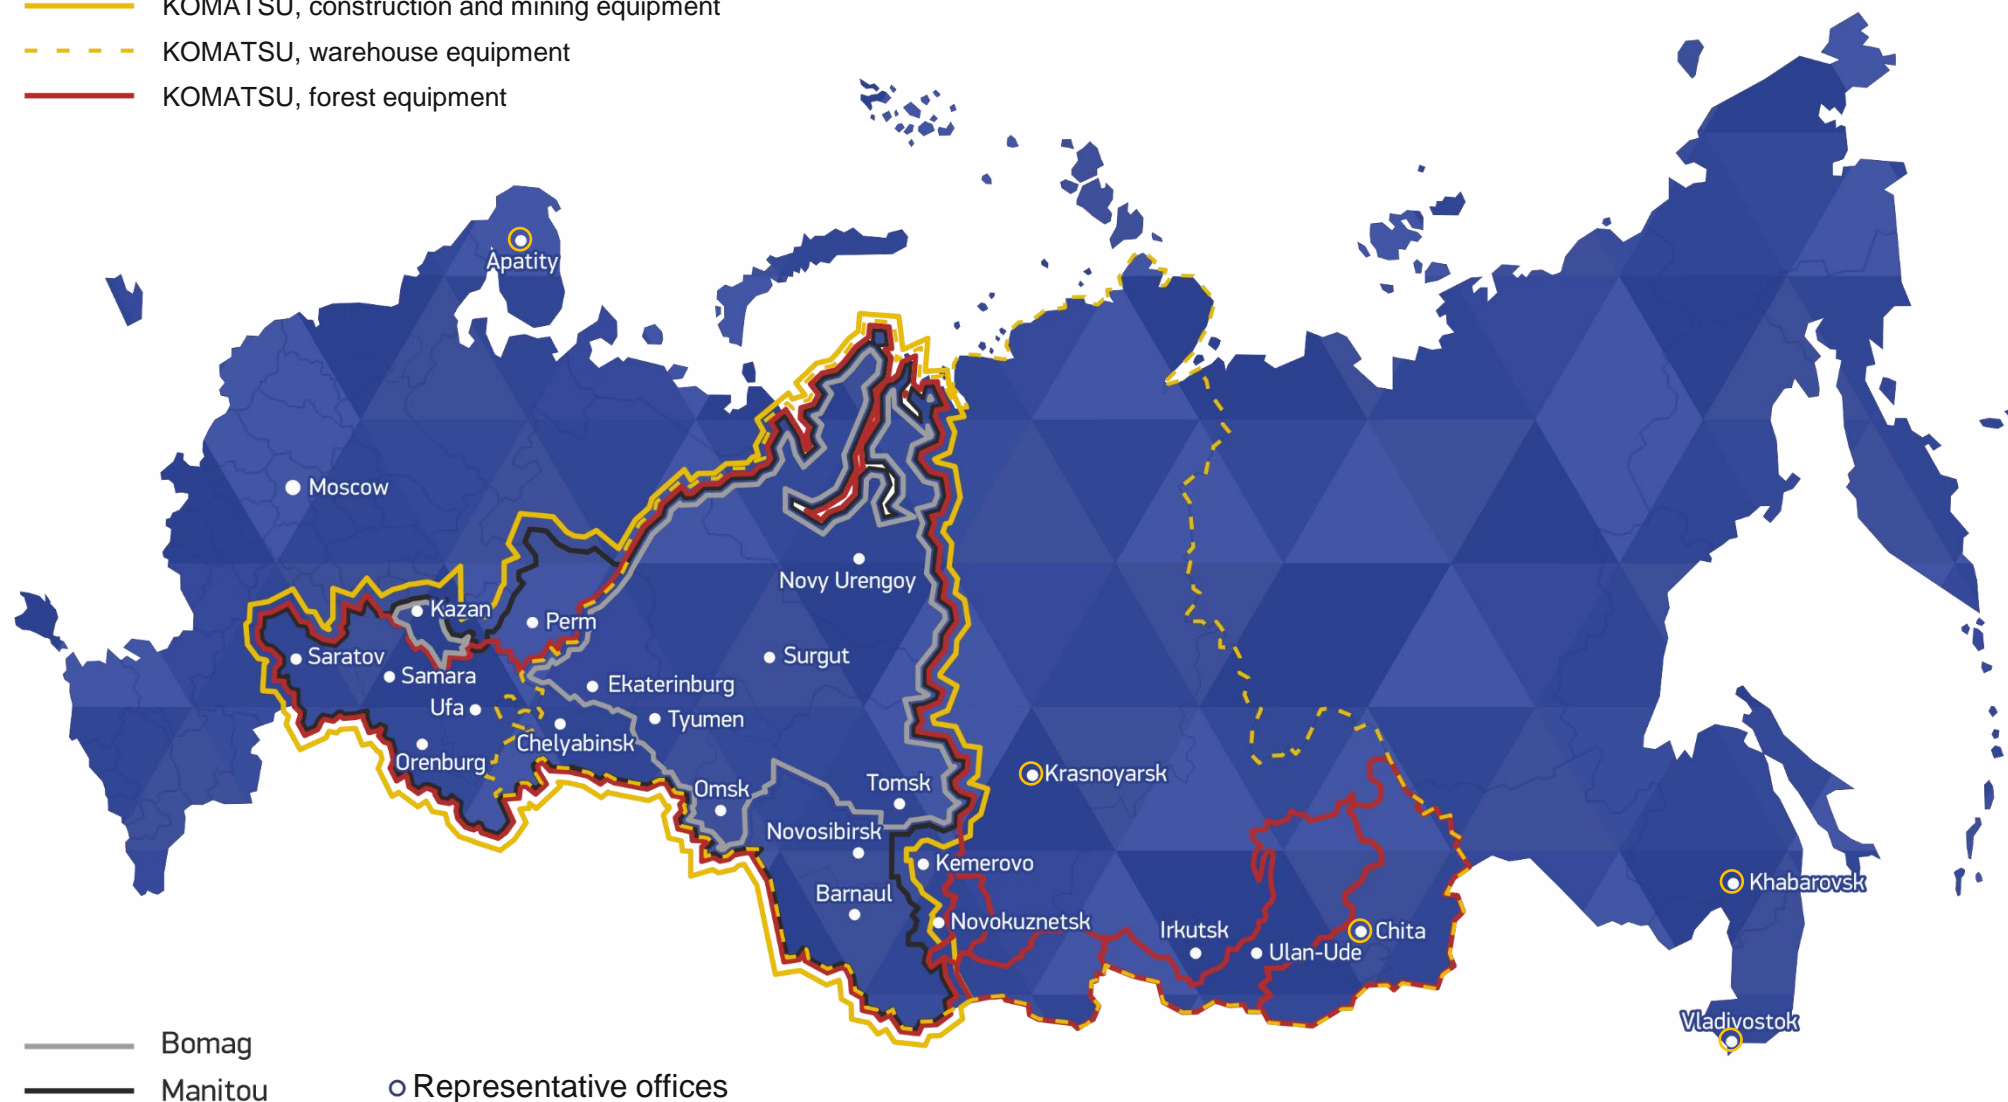 KOMATSU, construction and mining equipment
KOMATSU, warehouse equipment
KOMATSU, forest equipment
Apatity
Moscow
Novy Urengoy
Kazan
Perm
Saratov
Surgut
Samara
Ekaterinburg
Ufa
Tyumen
Chelyabinsk
Orenburg
Krasnoyarsk
Omsk
Tomsk
Novosibirsk
Kemerovo
Barnaul
Khabarovsk
Novokuznetsk
Irkutsk
Chita
Ulan-Ude
Vladivostok
Bomag
Manitou
Representative offices